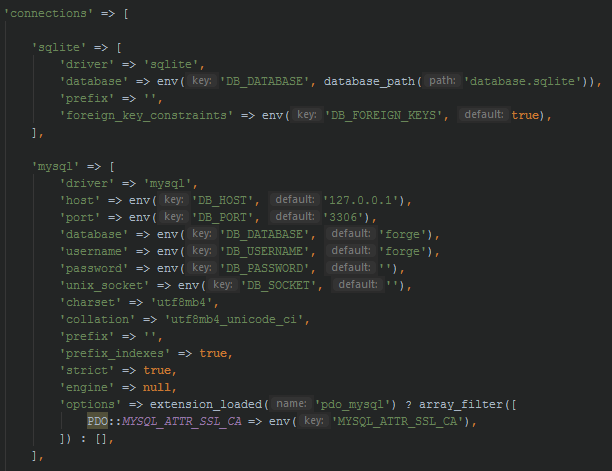 'connections' => [
'sqlite' => [
'driver' => 'sqlite',
'database' => env( key: 'DB_DATABASE', database_path( path: 'database.sqlite')),
'prefix' => '',
'foreign_key_constraints' => env( key: 'DB_FOREIGN_KEYS', default: true),
],
'mysql' => [
'driver' => 'mysql',
'host' => env( key: 'DB_HOST', default: '127.0.0.1'),
'port' => env( key: 'DB_PORT', default: '3306'),
'database' => env( key: 'DB_DATABASE', default: 'forge'),
'username' => env( key: 'DB_USERNAME', default: 'forge'),
'password' => env( key: 'DB_PASSWORD', default: ''),
'unix_socket' => env( key: 'DB_SOCKET', default: ''),
'charset' => 'utf8mb4',
'collation' => 'utf8mb4_unicode_ci',
'prefix' => '',
'prefix_indexes' => true,
'strict' => true,
'engine' => null,
'options' => extension_loaded( name: 'pdo_mysql') ? array_filter([
PDO::MYSQL_ATTR_SSL_CA => env( key: 'MYSQL_ATTR_SSL_CA'),
]) : [],
],